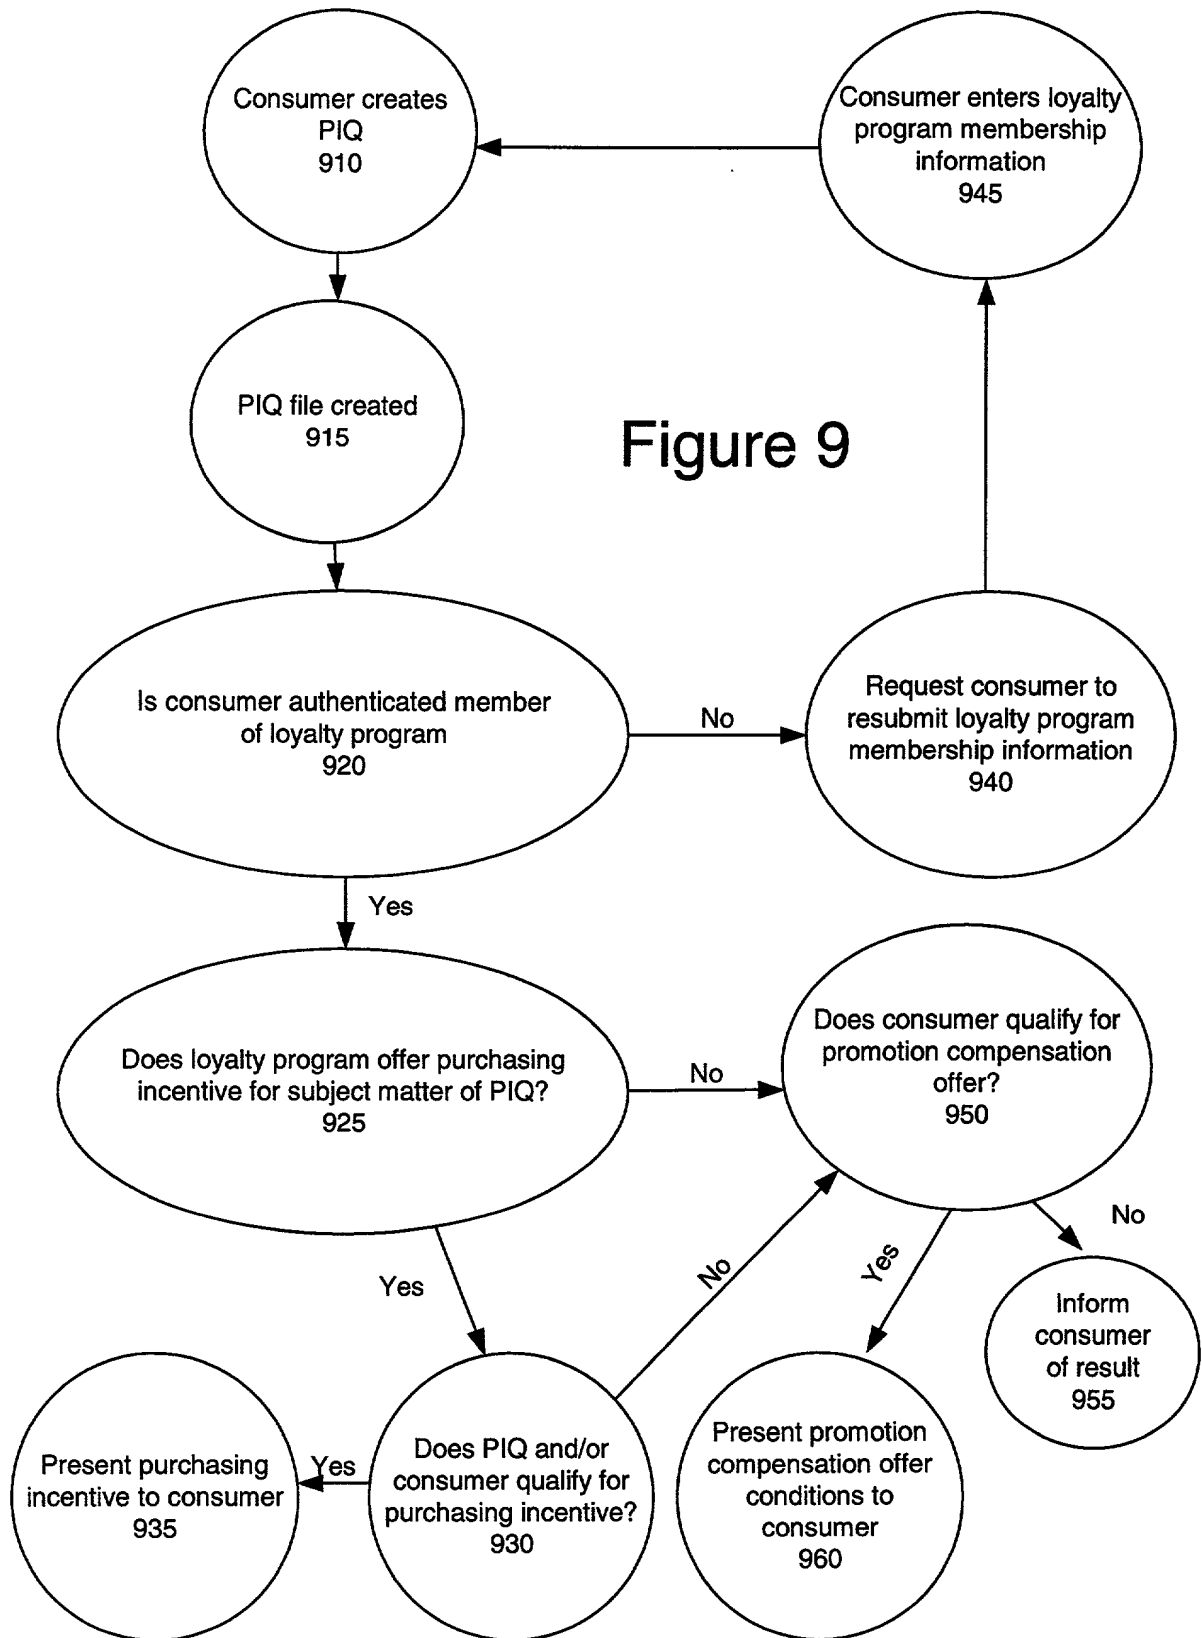 Consumer creates
PIQ
910
Consumer enters loyalty
program membership
information
945
PIQ file created
915
Figure 9
Is consumer authenticated member
of loyalty program
920
No
Request consumer to
resubmit loyalty program
membership information
940
Yes
Does loyalty program offer purchasing
incentive for subject matter of PIQ?
925
No
Does consumer qualify for
promotion compensation
offer?
950
Yes
No
Yes
No
Inform
consumer
of result
955
Present purchasing
incentive to consumer
935
Yes
Does PIQ and/or
consumer qualify for
purchasing incentive?
930
Present promotion
compensation offer
conditions to
consumer
960